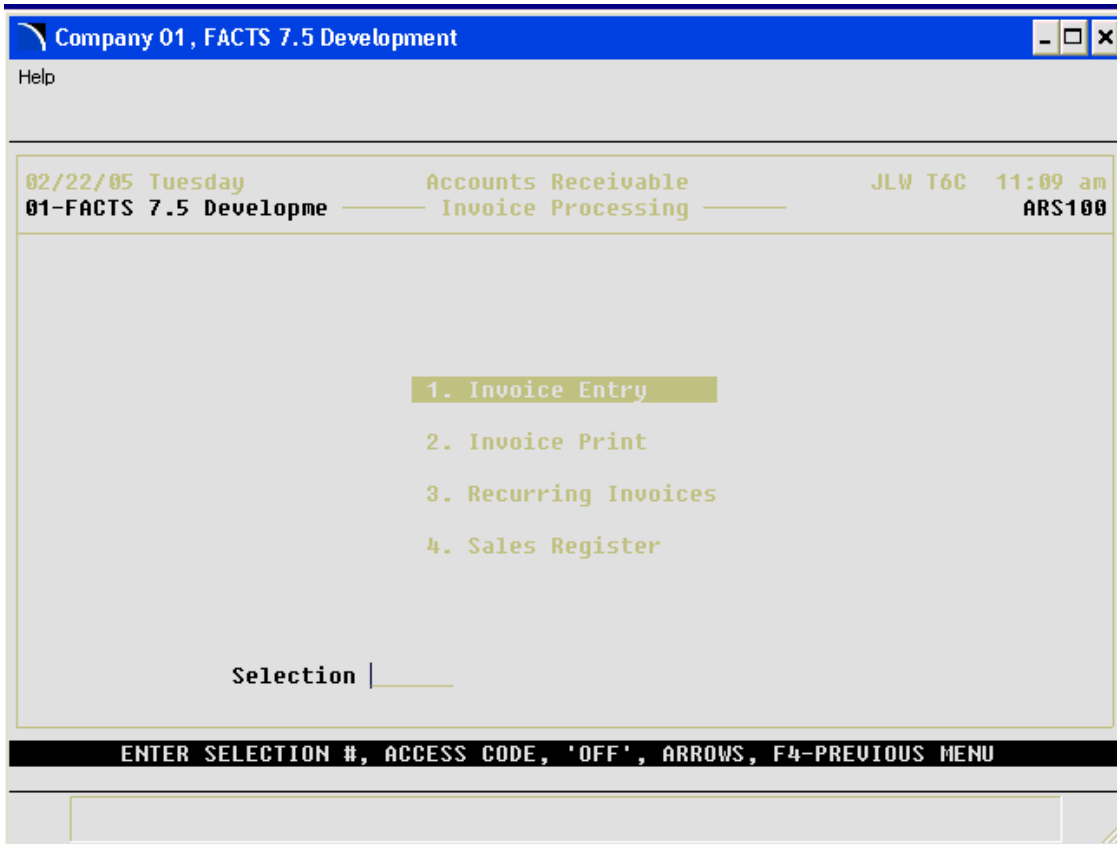 Company 01, FACTS 7.5 Development
Help
02/22/05 Tuesday Accounts Receivable JLW T6C 11:09 am
01-FACTS 7.5 Developme Invoice Processing ARS100
1. Invoice Entry
2. Invoice Print
3. Recurring Invoices
4. Sales Register
Selection
ENTER SELECTION #, ACCESS CODE, 'OFF', ARROWS, F4-PREVIOUS MENU